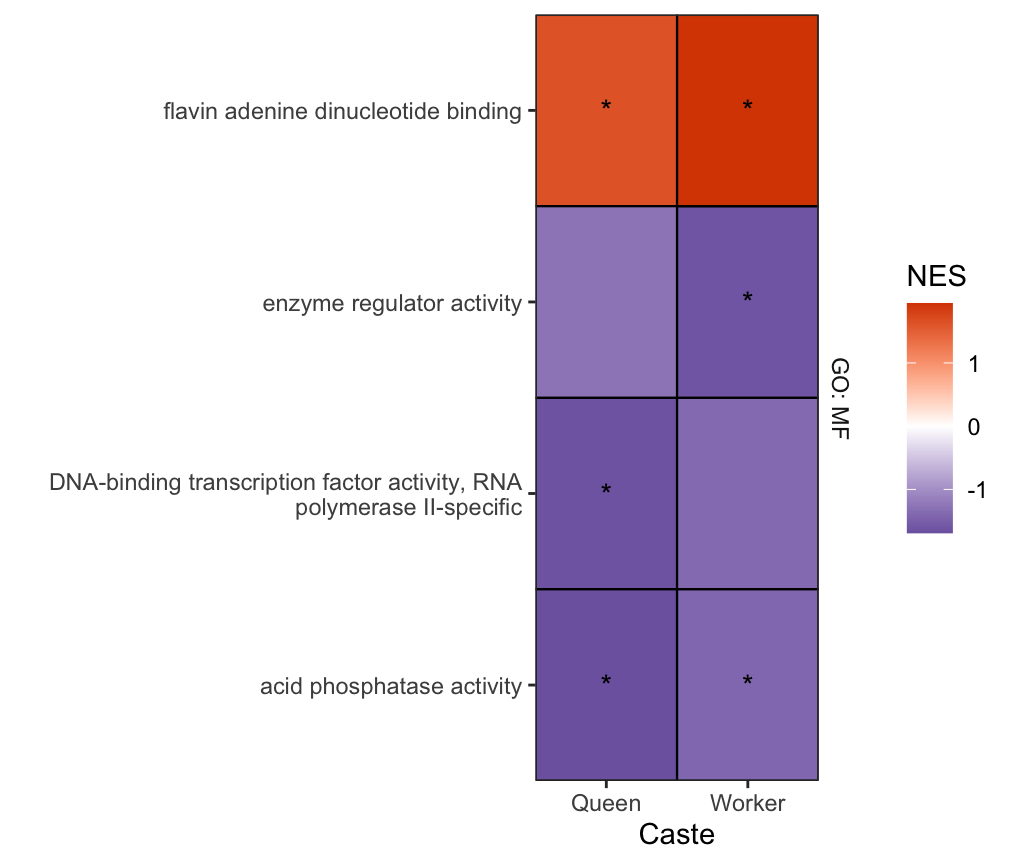 flavin adenine dinucleotide binding
* *
enzyme regulator activity
*
DNA-binding transcription factor activity, RNA
polymerase II-specific
*
acid phosphatase activity
* *
Queen Worker
Caste
GO: MF
NES
1
0
-1